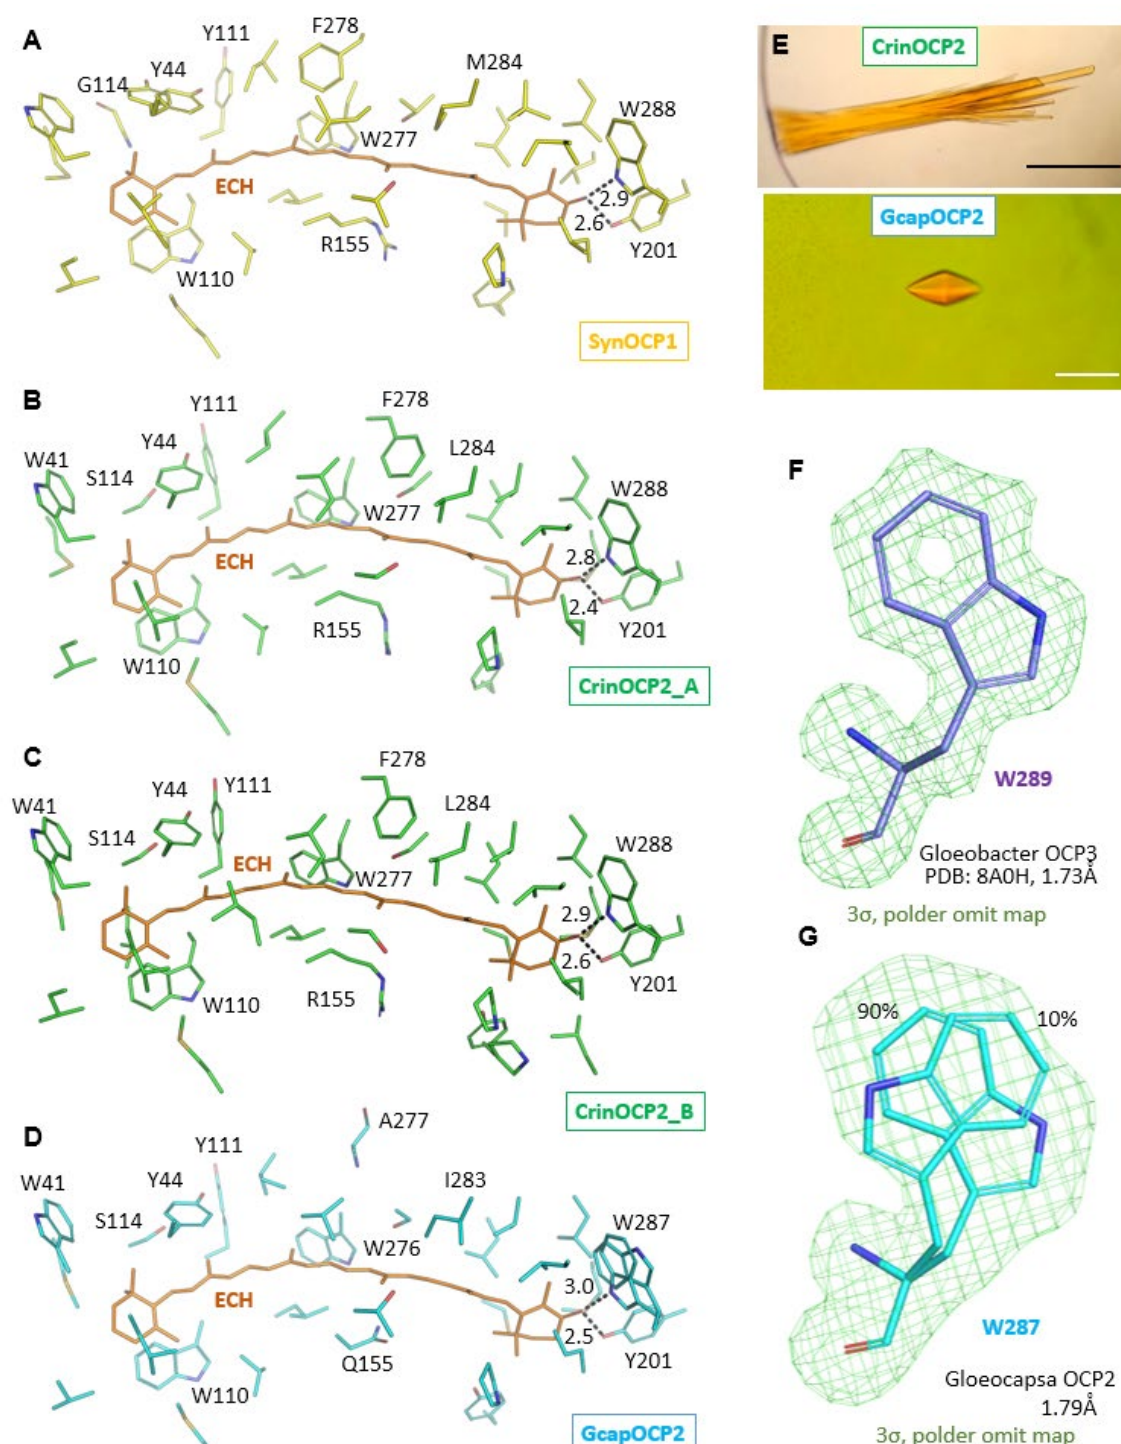 A
Y111
F278
Y44
G114
M284
W288
W277
ECH
2.9
2.6
R155
Y201
W110
SynOCP1
B
Y111
F278
Y44
W41
S114
L284
W288
W277
ECH
2.8
2.4
R155
Y201
W110
CrinOCP2_A
C
F278
Y111
Y44
W41
L284
S114
W288
ECH
W277
2.9
2.6
R155
Y201
W110
CrinOCP2_B
D
A277
Y111
Y44
W41
I283
S114
W287
W276
ECH
3.0
2.5
Q155
Y201
W110
GcapOCP2
E
CrinOCP2
GcapOCP2
F
W289
Gloeobacter OCP3
PDB: 8A0H, 1.73Å
3σ, polder omit map
G
90%
10%
W287
Gloeocapsa OCP2
1.79Å
3σ, polder omit map